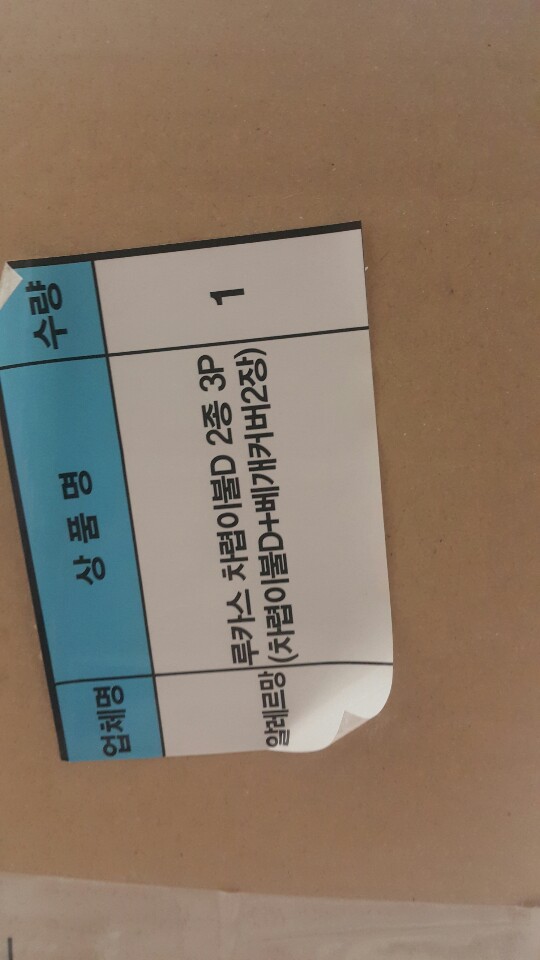 업체명 상품명 수량
루카스 차렵이불D 2종 3P 1
알레르망 (차렵이불D+베개커버2장)